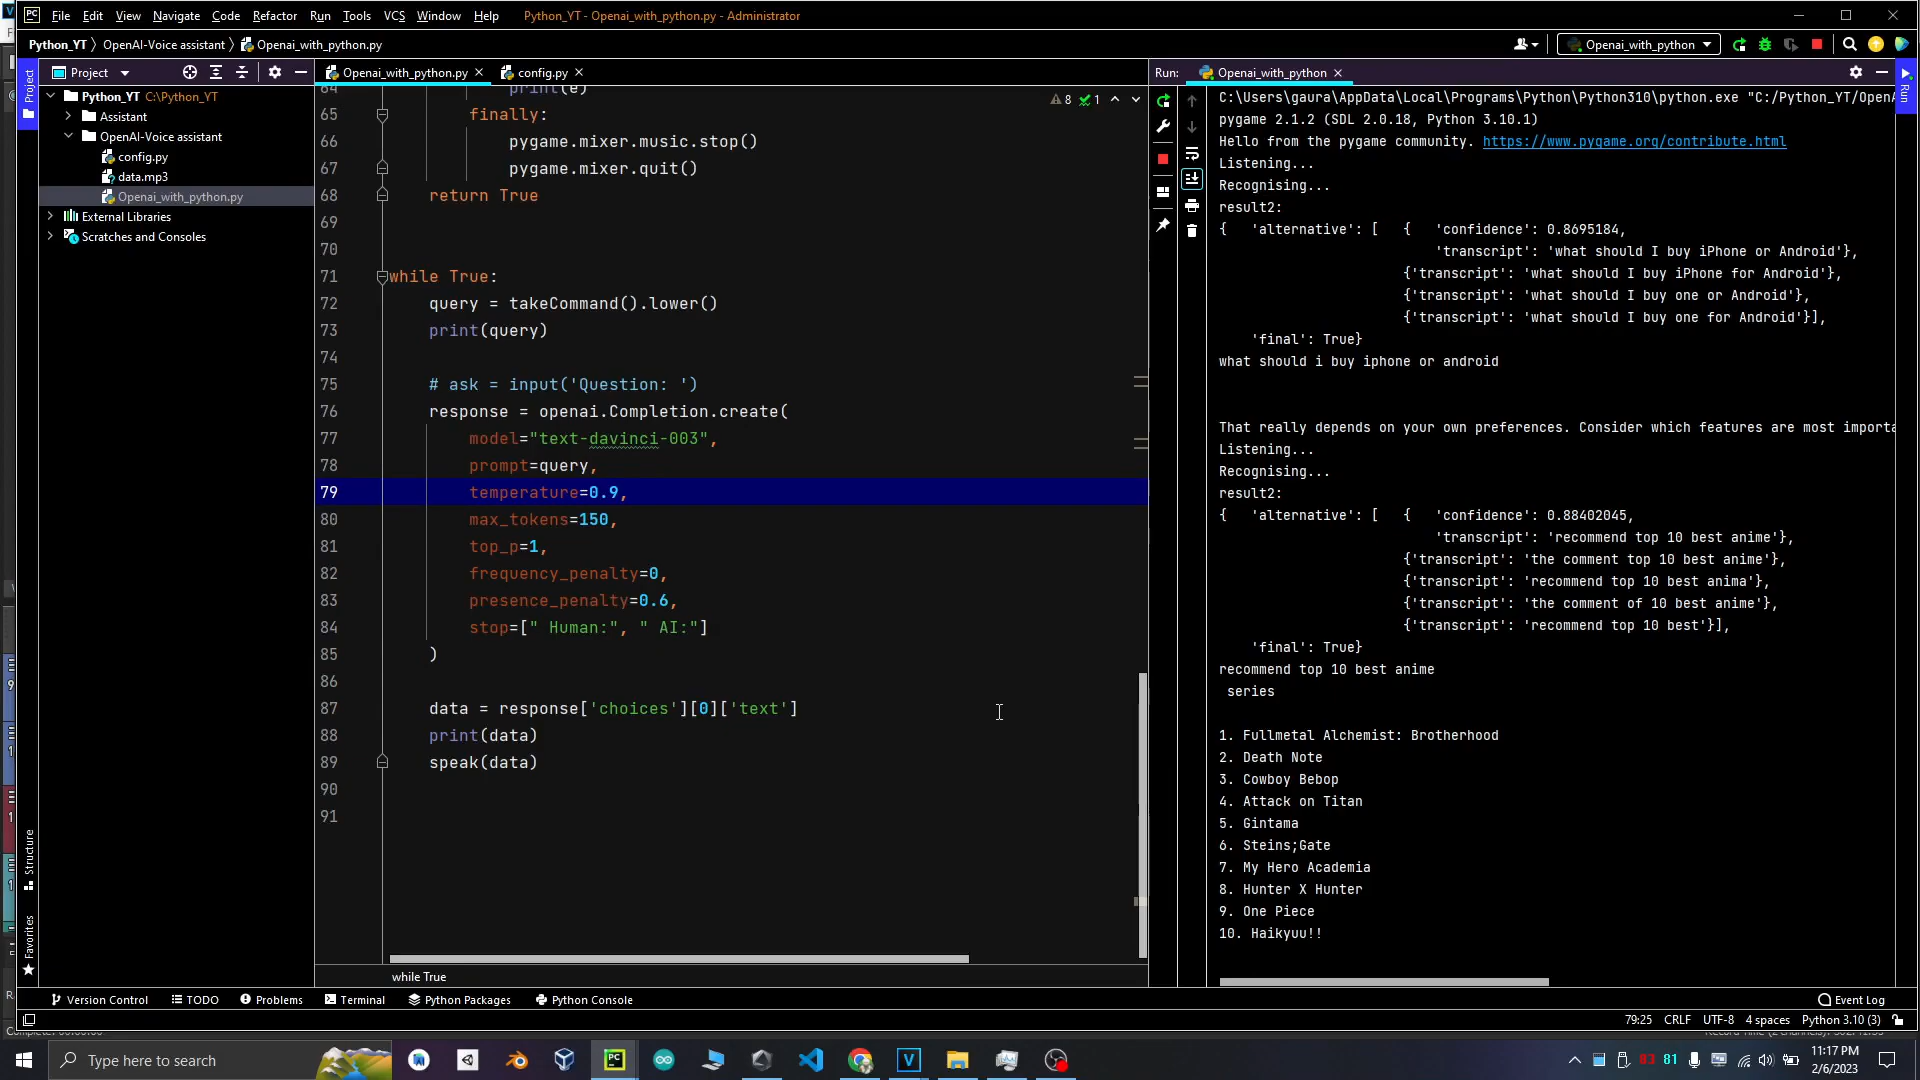 File Edit View Navigate Code Refactor Run Tools VCS Window Help Python_YT - Openai_with_python.py - Administrator
Python_YT OpenAI-Voice assistant Openai_with_python.py
Openai_with_python
Project
Openai_with_python.py config.py
Run: Openai_with_python
Project
Python_YT C:\Python_YT
Assistant
OpenAI-Voice assistant
config.py
data.mp3
Openai_with_python.py
External Libraries
Scratches and Consoles
Structure
Favorites
8 1
64 print(e)
65 finally:
66 pygame.mixer.music.stop()
67 pygame.mixer.quit()
68 return True
69
70
71 while True:
72 query = takeCommand().lower()
73 print(query)
74
75 # ask = input('Question: ')
76 response = openai.Completion.create(
77 model="text-davinci-003",
78 prompt=query,
79 temperature=0.9,
80 max_tokens=150,
81 top_p=1,
82 frequency_penalty=0,
83 presence_penalty=0.6,
84 stop=[" Human:", " AI:"]
85 )
86
87 data = response['choices'][0]['text']
88 print(data)
89 speak(data)
90
91
while True
C:\Users\gaura\AppData\Local\Programs\Python\Python310\python.exe "C:/Python_YT/OpenA
pygame 2.1.2 (SDL 2.0.18, Python 3.10.1)
Hello from the pygame community. https://www.pygame.org/contribute.html
Listening...
Recognising...
result2:
{ 'alternative': [ { 'confidence': 0.8695184,
'transcript': 'what should I buy iPhone or Android'},
{'transcript': 'what should I buy iPhone for Android'},
{'transcript': 'what should I buy one or Android'},
{'transcript': 'what should I buy one for Android'}],
'final': True}
what should i buy iphone or android
That really depends on your own preferences. Consider which features are most importa
Listening...
Recognising...
result2:
{ 'alternative': [ { 'confidence': 0.88402045,
'transcript': 'recommend top 10 best anime'},
{'transcript': 'the comment top 10 best anime'},
{'transcript': 'recommend top 10 best anima'},
{'transcript': 'the comment of 10 best anime'},
{'transcript': 'recommend top 10 best'}],
'final': True}
recommend top 10 best anime
series
1. Fullmetal Alchemist: Brotherhood
2. Death Note
3. Cowboy Bebop
4. Attack on Titan
5. Gintama
6. Steins;Gate
7. My Hero Academia
8. Hunter X Hunter
9. One Piece
10. Haikyuu!!
Run
Version Control TODO Problems Terminal Python Packages Python Console Event Log
79:25 CRLF UTF-8 4 spaces Python 3.10 (3)
Type here to search
83 81
11:17 PM
2/6/2023